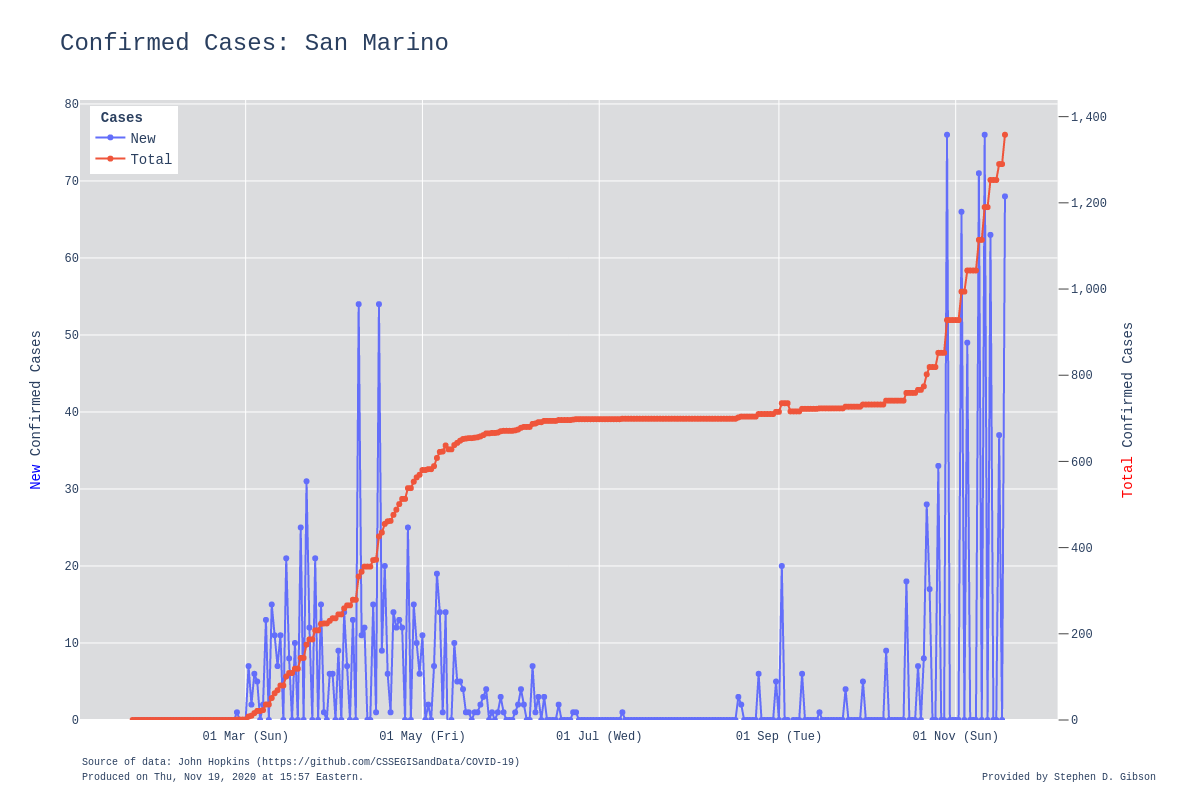 Confirmed Cases: San Marino
Cases
New
Total
80
70
60
50
40
30
20
10
0
New Confirmed Cases
1,400
1,200
1,000
800
600
400
200
0
Total Confirmed Cases
01 Mar (Sun) 01 May (Fri) 01 Jul (Wed) 01 Sep (Tue) 01 Nov (Sun)
Source of data: John Hopkins (https://github.com/CSSEGISandData/COVID-19)
Produced on Thu, Nov 19, 2020 at 15:57 Eastern.
Provided by Stephen D. Gibson